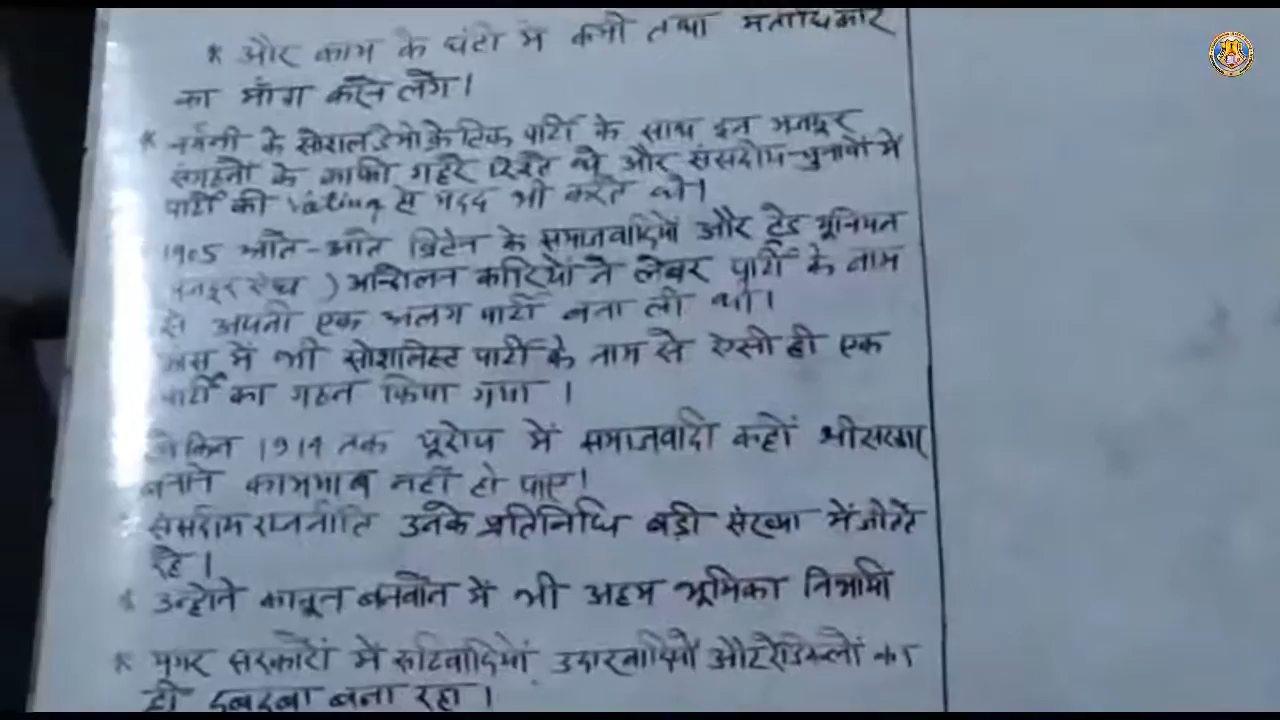 * और काम के घंटों में कमी तथा मताधिकार
का माँग करने लगे।
* जर्मनी के सोशल डेमोक्रेटिक पार्टी के साथ इन मजदूर
संगठनों के काफी गहरे रिश्ते थे और संसदीय चुनावों में
पार्टी की Voting से मदद भी करते थे।
1905 आते-आते ब्रिटेन के समाजवादियों और ट्रेड यूनियन
मजदूर संघ ) आन्दोलन कारियों ने लेबर पार्टी के नाम
से अपनी एक अलग पार्टी बना ली थी।
में भी सोशलिस्ट पार्टी के नाम से ऐसी ही एक
पार्टी का गठन किया गया ।
लेकिन 1914 तक यूरोप में समाजवादी कहीं भी सरकार
बनाने कामयाब नहीं हो पाए।
संसदीय राजनीति उनके प्रतिनिधि बड़ी संख्या में जीतते
रहे।
* उन्होंने कानून बनवाने में भी अहम भूमिका निभायी
* मगर सरकारों में रूढिवादियों, उदारवादियों और रेडिकलों का
ही दबदबा बना रहा।